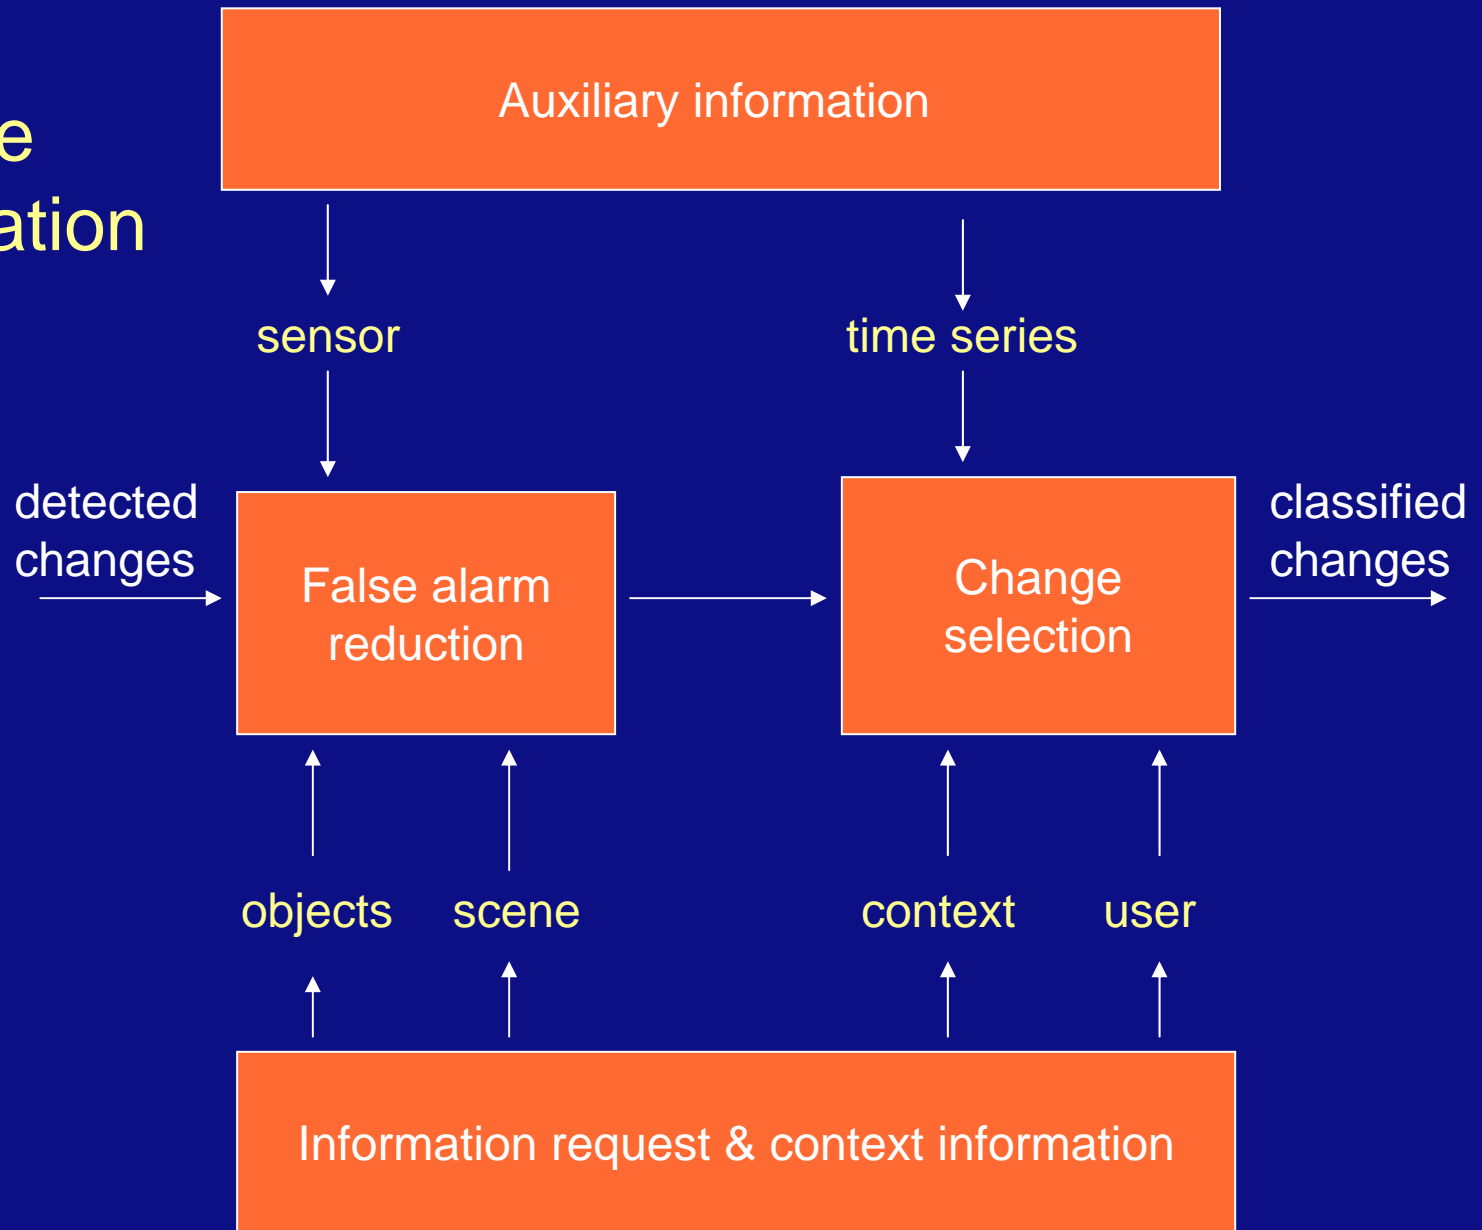 Auxiliary information
e
ation
sensor
time series
detected
changes
False alarm
reduction
Change
selection
classified
changes
objects
scene
context
user
Information request & context information